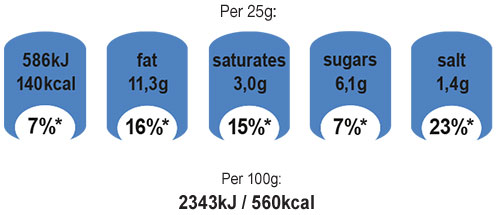 Per 25g:
586kJ
140kcal
7%*
fat
11,3g
16%*
saturates
3,0g
15%*
sugars
6,1g
7%*
salt
1,4g
23%*
Per 100g:
2343kJ / 560kcal